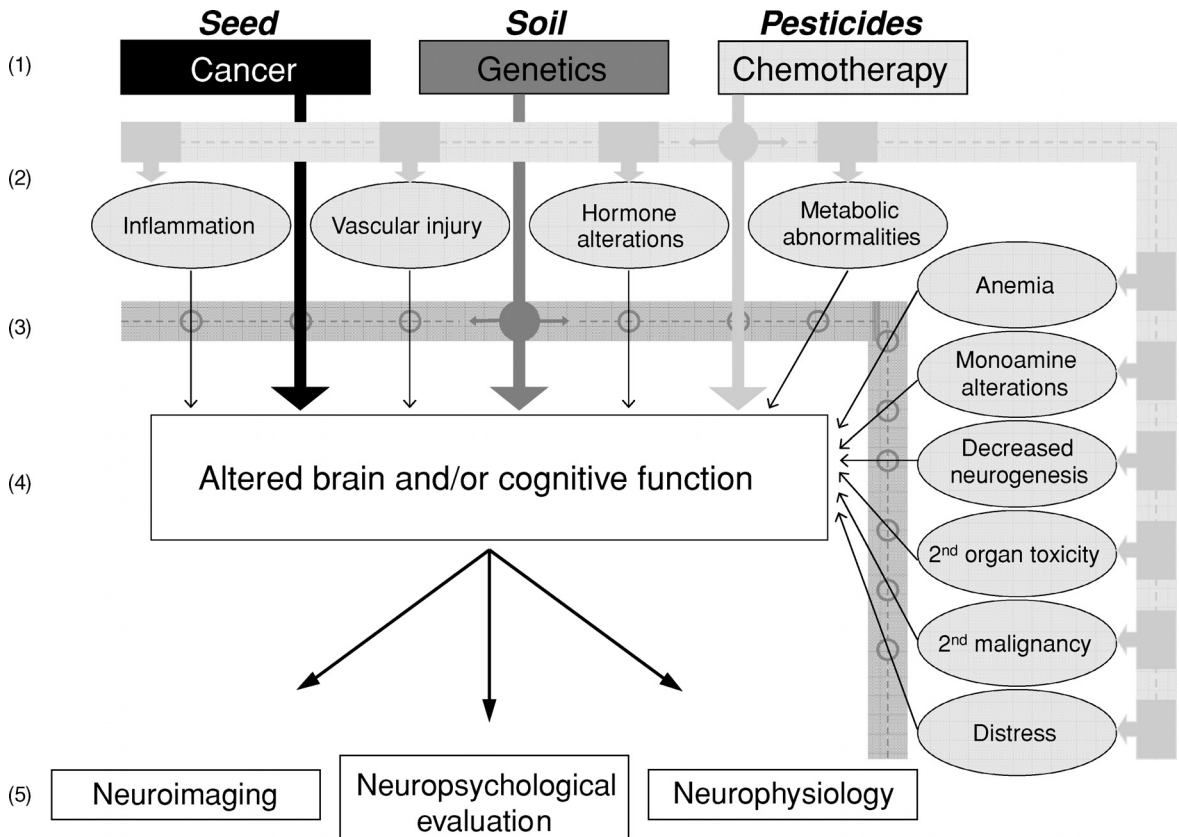 Seed
Soil
Pesticides
(1)
Cancer
Genetics
Chemotherapy
(2)
Inflammation
Vascular injury
Hormone
alterations
Metabolic
abnormalities
Anemia
(3)
Monoamine
alterations
Decreased
neurogenesis
(4)
Altered brain and/or cognitive function
2nd organ toxicity
2nd malignancy
Distress
(5)
Neuroimaging
Neuropsychological
evaluation
Neurophysiology